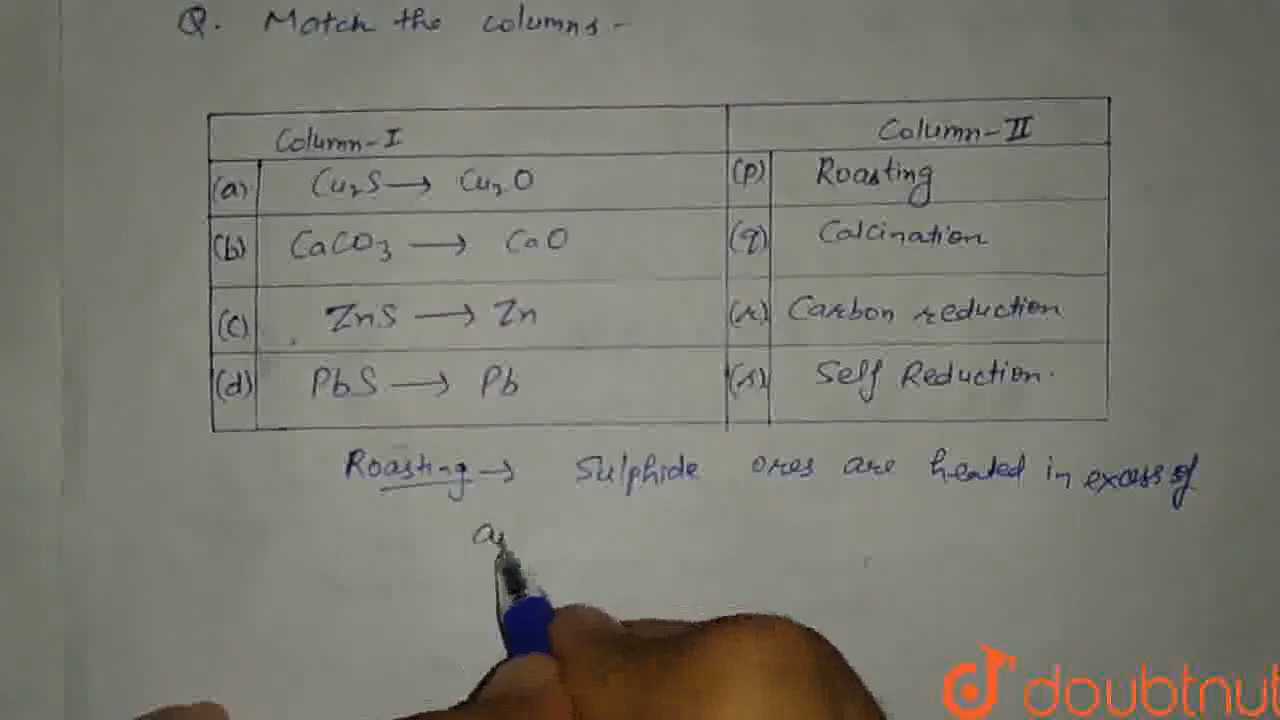 Q. Match the columns -
Column-I Column-II
(a) Cu₂S → Cu₂O (p) Roasting
(b) CaCO₃ → CaO (q) Calcination
(c) ZnS → Zn (r) Carbon reduction
(d) PbS → Pb (s) Self Reduction.
Roasting → Sulphide ores are heated in excess of
a
doubtnut